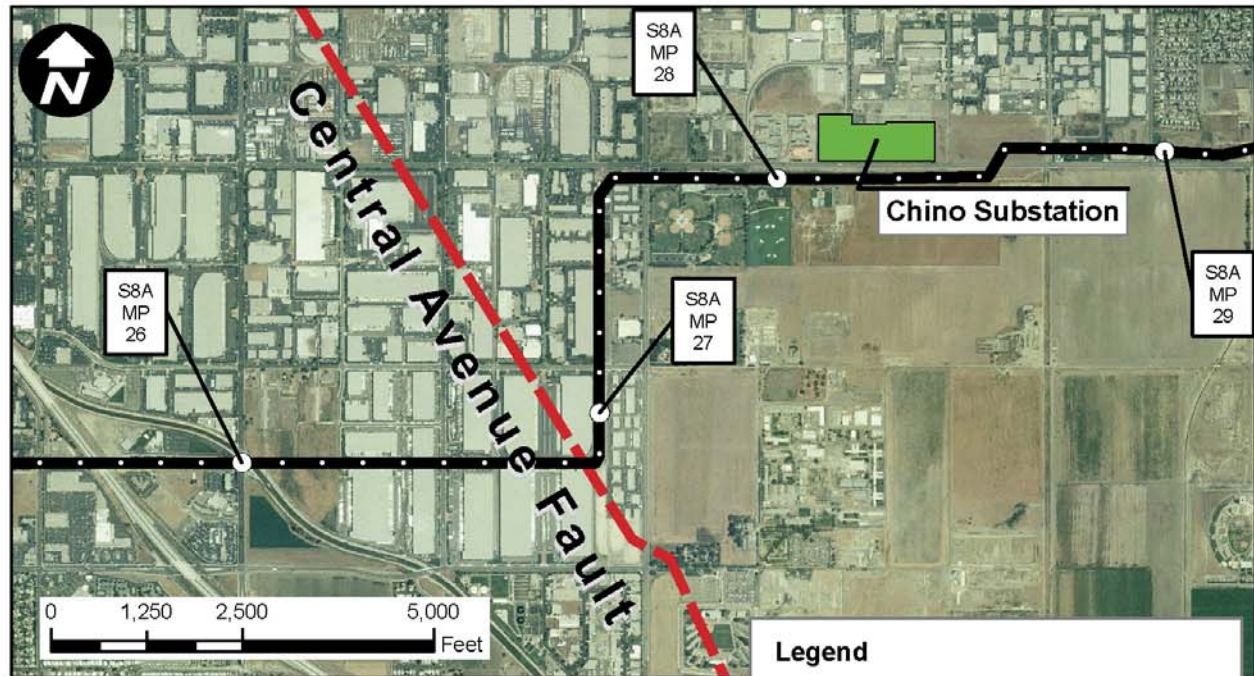 N
S8A
MP
28
Central Avenue Fault
Chino Substation
S8A
MP
26
S8A
MP
27
S8A
MP
29
0 1,250 2,500 5,000
Feet
Legend